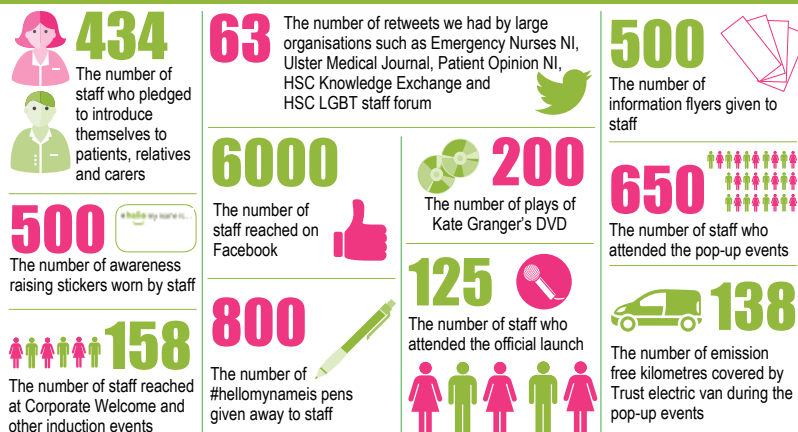 434
The number of
staff who pledged
to introduce
themselves to
patients, relatives
and carers
500
#hello my name is...
The number of awareness
raising stickers worn by staff
158
The number of staff reached
at Corporate Welcome and
other induction events
63
The number of retweets we had by large
organisations such as Emergency Nurses NI,
Ulster Medical Journal, Patient Opinion NI,
HSC Knowledge Exchange and
HSC LGBT staff forum
6000
The number of
staff reached on
Facebook
800
The number of
#hellomynameis pens
given away to staff
200
The number of plays of
Kate Granger's DVD
125
The number of staff who
attended the official launch
500
The number of
information flyers given to
staff
650
The number of staff who
attended the pop-up events
138
The number of emission
free kilometres covered by
Trust electric van during the
pop-up events